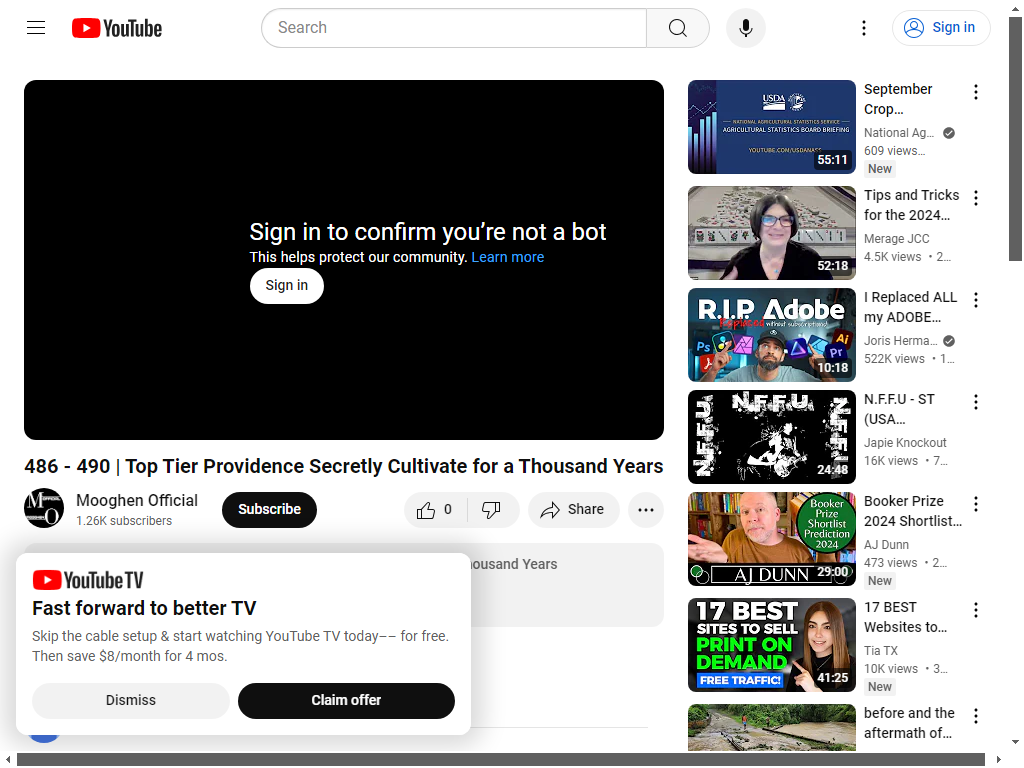 YouTube
Search
Sign in
Sign in to confirm you're not a bot
This helps protect our community. Learn more
Sign in
486 - 490 | Top Tier Providence Secretly Cultivate for a Thousand Years
Mooghen Official
1.26K subscribers
Subscribe
0
Share
ousand Years
YouTube TV
Fast forward to better TV
Skip the cable setup & start watching YouTube TV today–– for free.
Then save $8/month for 4 mos.
Dismiss
Claim offer
USDA
NATIONAL AGRICULTURAL STATISTICS SERVICE
AGRICULTURAL STATISTICS BOARD BRIEFING
YOUTUBE.COM/USDANASS
55:11
September
Crop…
National Ag…
609 views…
New
52:18
Tips and Tricks
for the 2024…
Merage JCC
4.5K views • 2…
R.I.P Adobe
Replaced without subscriptions!
Ps
Ai
Pr
10:18
I Replaced ALL
my ADOBE…
Joris Herma…
522K views • 1…
N.F.F.U
N.F.F.U
N.F.F.U
24:48
N.F.F.U - ST
(USA…
Japie Knockout
16K views • 7…
Booker
Prize
Shortlist
Prediction
2024
AJ DUNN
29:00
Booker Prize
2024 Shortlist…
AJ Dunn
473 views • 2…
New
17 BEST
SITES TO SELL
PRINT ON
DEMAND
FREE TRAFFIC!
41:25
17 BEST
Websites to…
Tia TX
10K views • 3…
New
before and the
aftermath of…